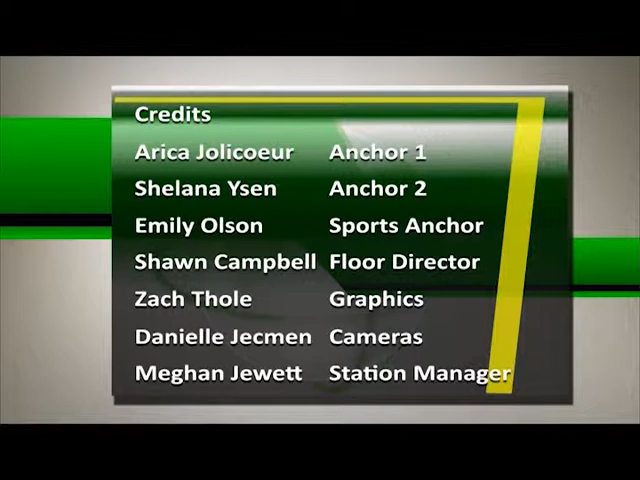 Credits
Arica Jolicoeur Anchor 1
Shelana Ysen Anchor 2
Emily Olson Sports Anchor
Shawn Campbell Floor Director
Zach Thole Graphics
Danielle Jecmen Cameras
Meghan Jewett Station Manager